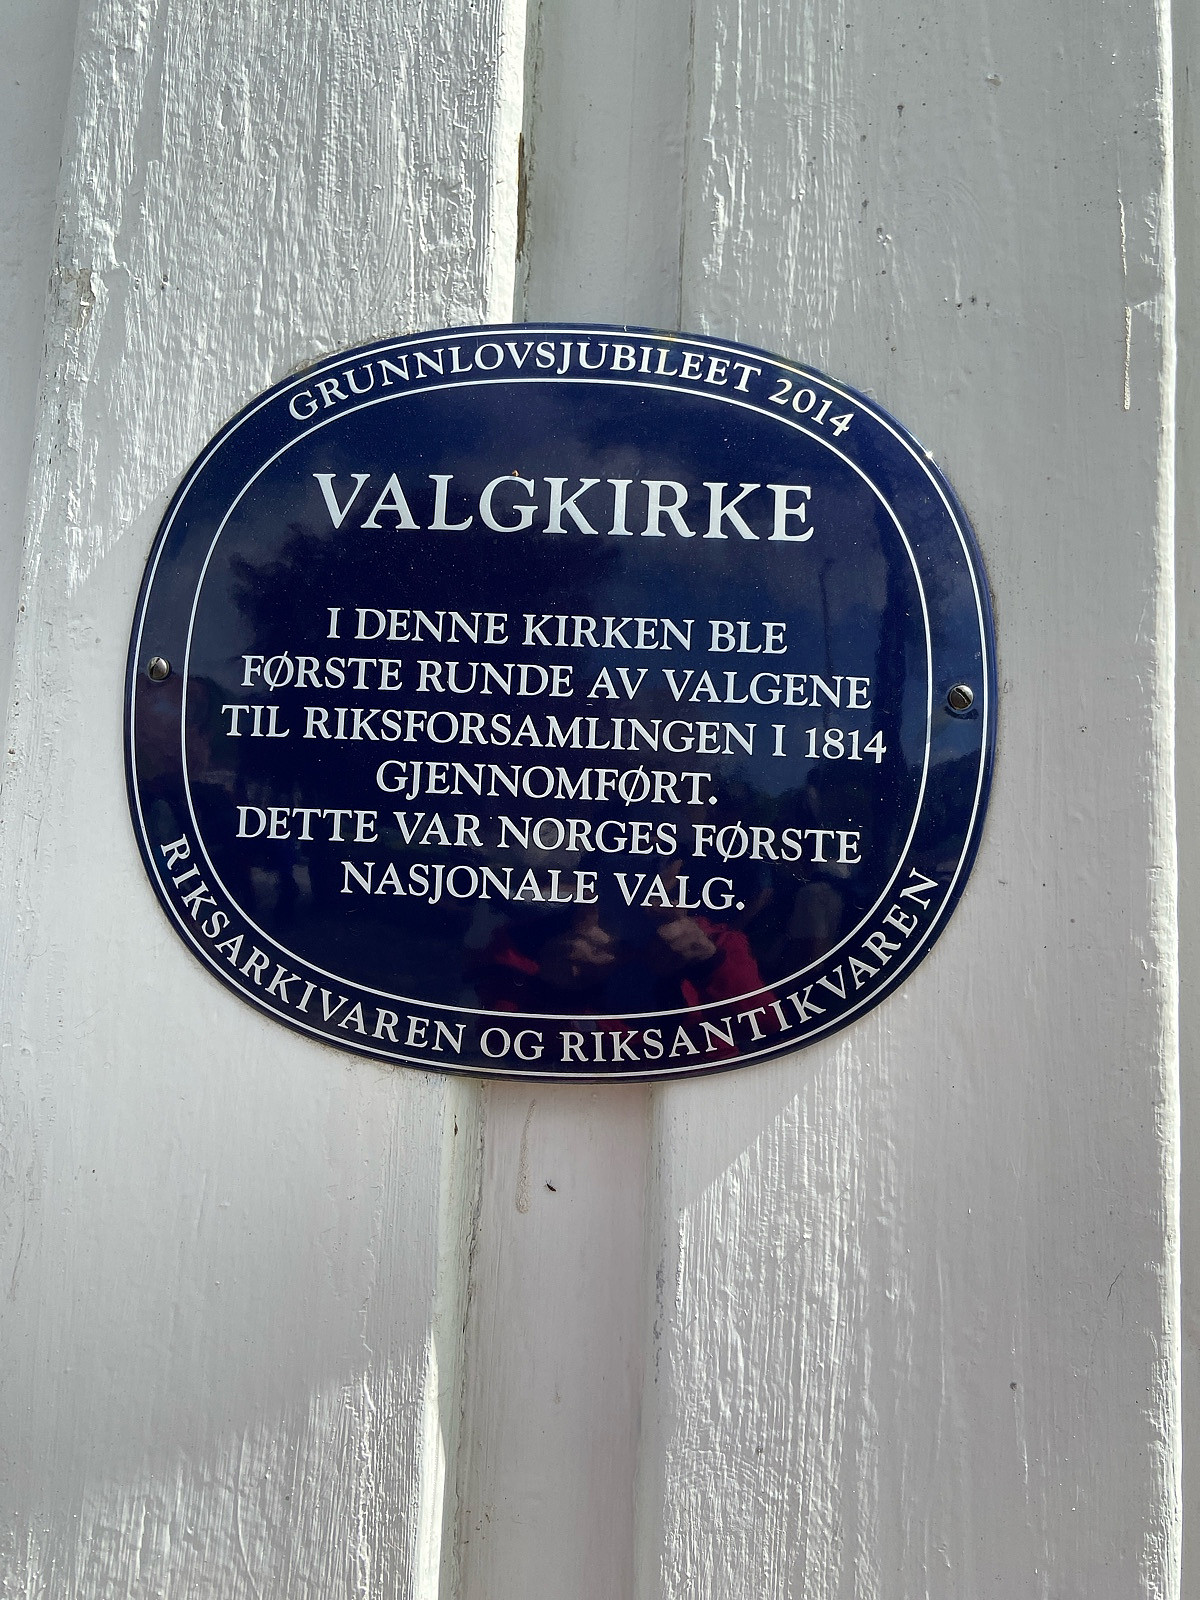 GRUNNLOVSJUBILEET 2014
VALGKIRKE
I DENNE KIRKEN BLE
FØRSTE RUNDE AV VALGENE
TIL RIKSFORSAMLINGEN I 1814
GJENNOMFØRT.
DETTE VAR NORGES FØRSTE
NASJONALE VALG.
RIKSARKIVAREN OG RIKSANTIKVAREN